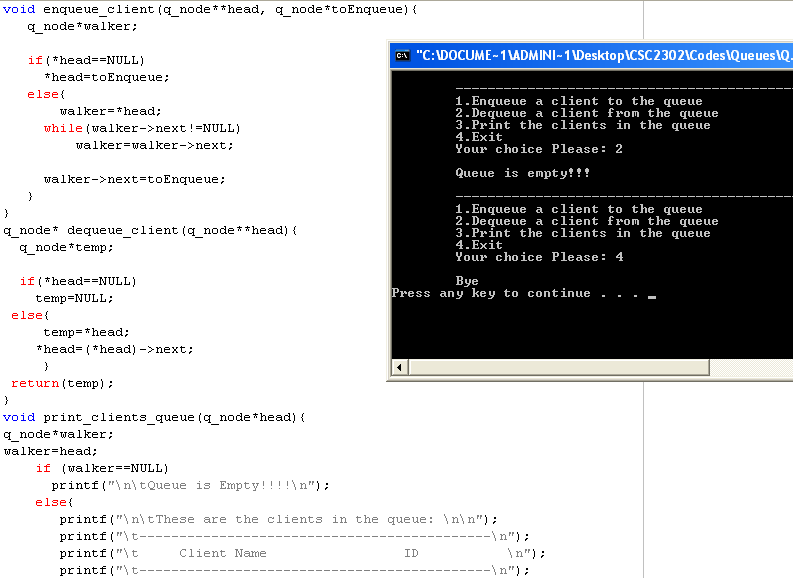 void enqueue_client(q_node**head, q_node*toEnqueue){
q_node*walker;
if(*head==NULL)
*head=toEnqueue;
else{
walker=*head;
while(walker->next!=NULL)
walker=walker->next;
walker->next=toEnqueue;
}
}
q_node* dequeue_client(q_node**head){
q_node*temp;
if(*head==NULL)
temp=NULL;
else{
temp=*head;
*head=(*head)->next;
}
return(temp);
}
void print_clients_queue(q_node*head){
q_node*walker;
walker=head;
if (walker==NULL)
printf("\n\tQueue is Empty!!!!\n");
else{
printf("\n\tThese are the clients in the queue: \n\n");
printf("\t--------------------------------------------\n");
printf("\t     Client Name                 ID           \n");
printf("\t--------------------------------------------\n");
C:\ "C:\DOCUME~1\ADMINI~1\Desktop\CSC2302\Codes\Queues\Q.
1.Enqueue a client to the queue
2.Dequeue a client from the queue
3.Print the clients in the queue
4.Exit
Your choice Please: 2
Queue is empty!!!
1.Enqueue a client to the queue
2.Dequeue a client from the queue
3.Print the clients in the queue
4.Exit
Your choice Please: 4
Bye
Press any key to continue . . . _